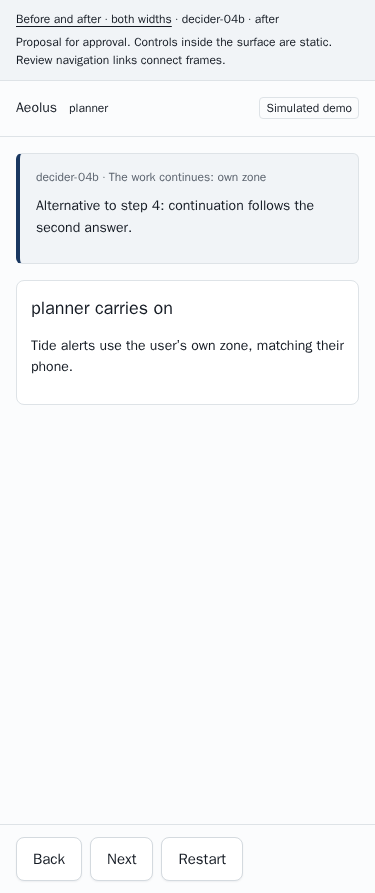 Before and after · both widths · decider-04b · after
Proposal for approval. Controls inside the surface are static.
Review navigation links connect frames.
Aeolus planner
Simulated demo
decider-04b · The work continues: own zone
Alternative to step 4: continuation follows the
second answer.
planner carries on
Tide alerts use the user's own zone, matching their
phone.
Back
Next
Restart